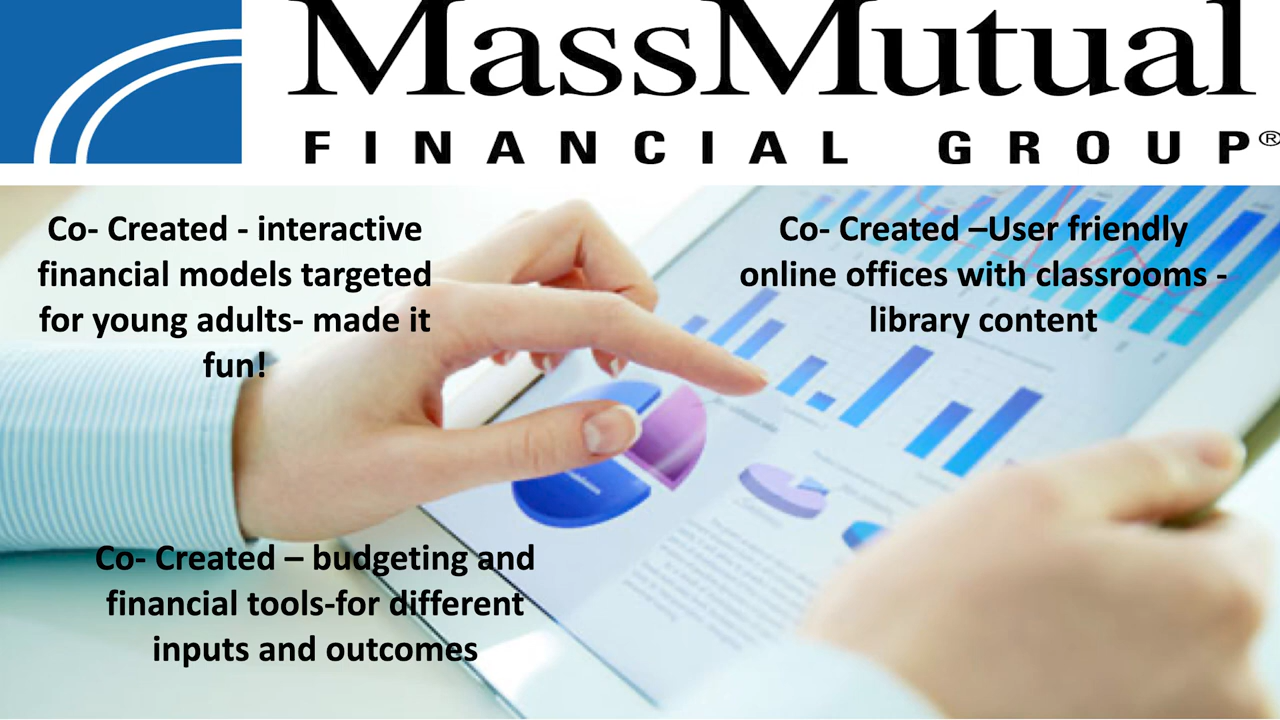 MassMutual
FINANCIAL GROUP®
Co- Created - interactive
financial models targeted
for young adults- made it
fun!
Co- Created –User friendly
online offices with classrooms -
library content
Co- Created – budgeting and
financial tools-for different
inputs and outcomes